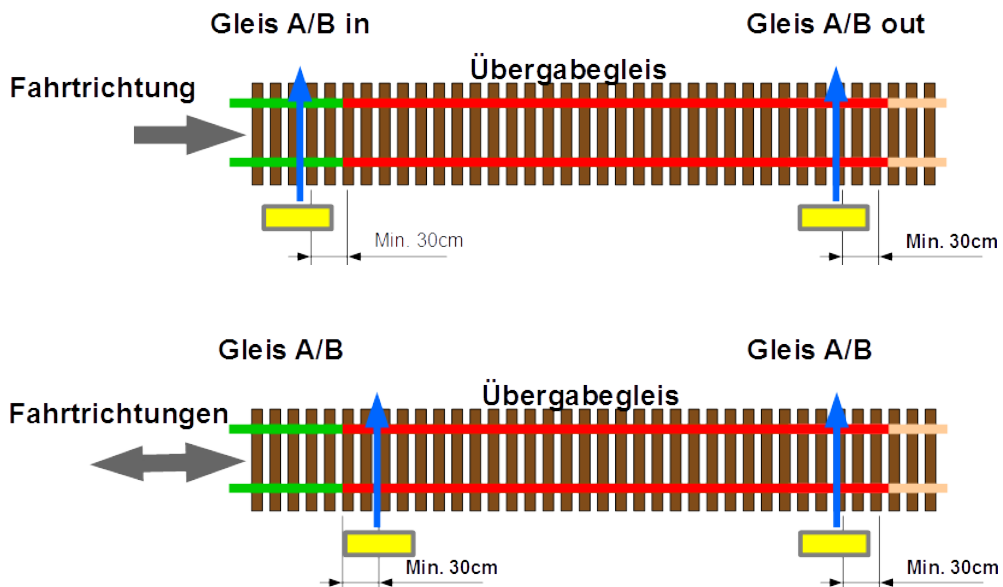 Gleis A/B in
Gleis A/B out
Übergabegleis
Fahrtrichtung
Min. 30cm
Min. 30cm
Gleis A/B
Gleis A/B
Übergabegleis
Fahrtrichtungen
Min. 30cm
Min. 30cm